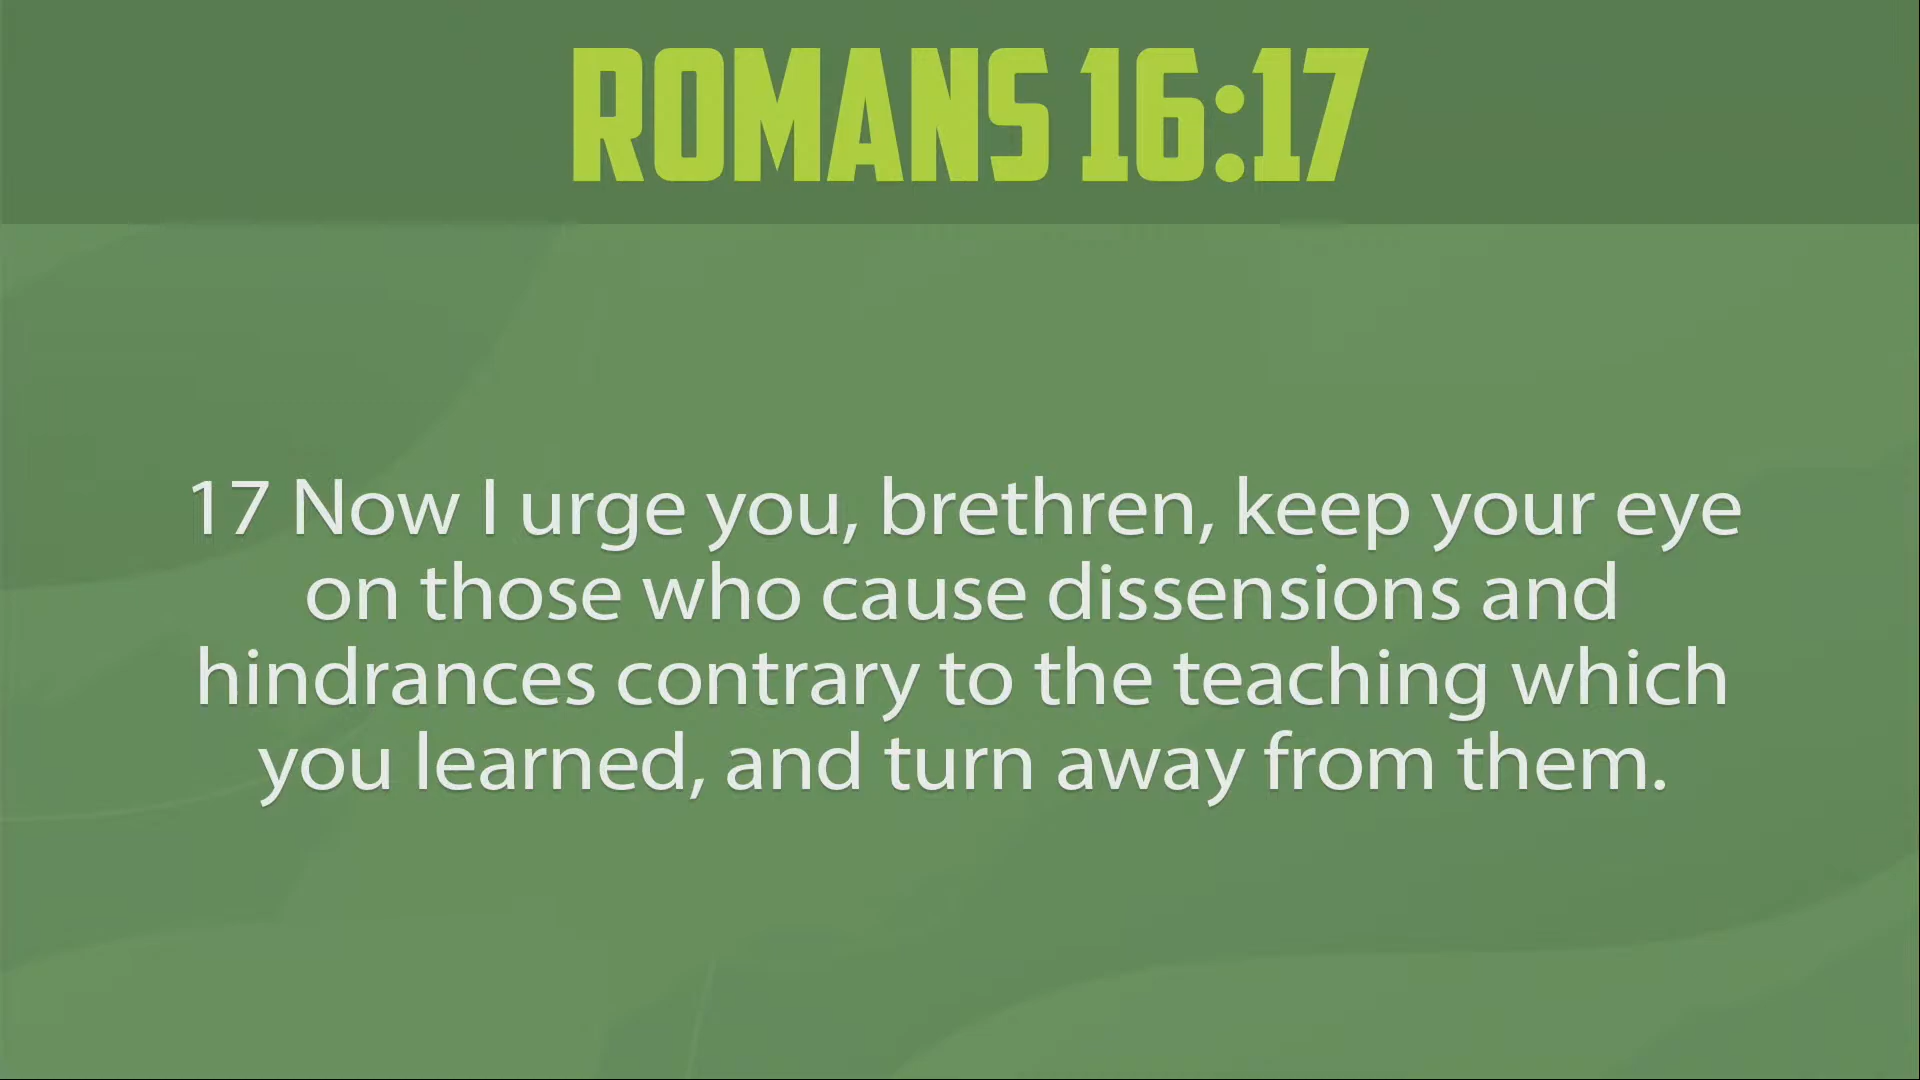 ROMANS 16:17
17 Now I urge you, brethren, keep your eye
on those who cause dissensions and
hindrances contrary to the teaching which
you learned, and turn away from them.